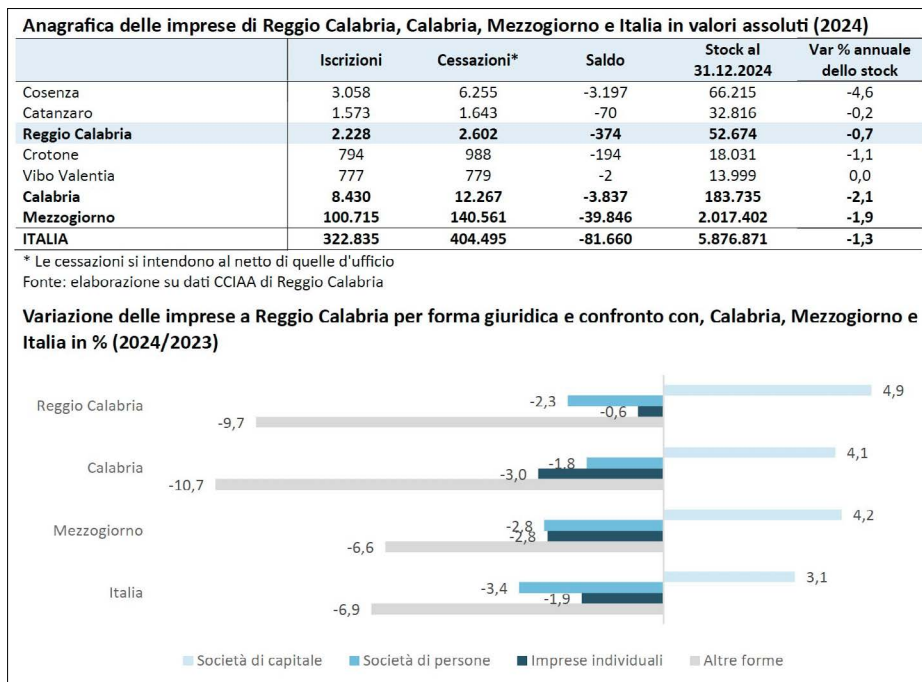 Anagrafica delle imprese di Reggio Calabria, Calabria, Mezzogiorno e Italia in valori assoluti (2024)
Iscrizioni Cessazioni* Saldo Stock al 31.12.2024 Var % annuale dello stock
Cosenza 3.058 6.255 -3.197 66.215 -4,6
Catanzaro 1.573 1.643 -70 32.816 -0,2
Reggio Calabria 2.228 2.602 -374 52.674 -0,7
Crotone 794 988 -194 18.031 -1,1
Vibo Valentia 777 779 -2 13.999 0,0
Calabria 8.430 12.267 -3.837 183.735 -2,1
Mezzogiorno 100.715 140.561 -39.846 2.017.402 -1,9
ITALIA 322.835 404.495 -81.660 5.876.871 -1,3
* Le cessazioni si intendono al netto di quelle d'ufficio
Fonte: elaborazione su dati CCIAA di Reggio Calabria
Variazione delle imprese a Reggio Calabria per forma giuridica e confronto con, Calabria, Mezzogiorno e
Italia in % (2024/2023)
Reggio Calabria 4,9 -2,3 -0,6 -9,7
Calabria 4,1 -1,8 -3,0 -10,7
Mezzogiorno 4,2 -2,8 -2,8 -6,6
Italia 3,1 -3,4 -1,9 -6,9
Società di capitale Società di persone Imprese individuali Altre forme